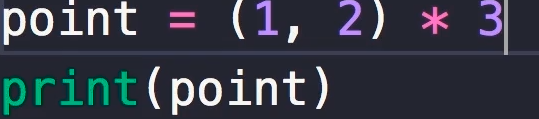 point = (1, 2) * 3
print(point)